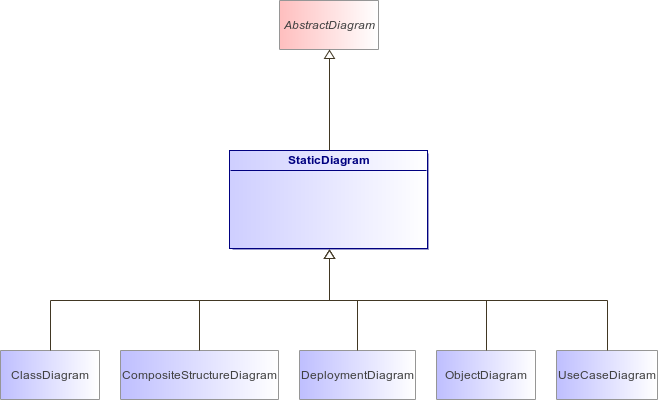 AbstractDiagram
StaticDiagram
ClassDiagram
CompositeStructureDiagram
DeploymentDiagram
ObjectDiagram
UseCaseDiagram